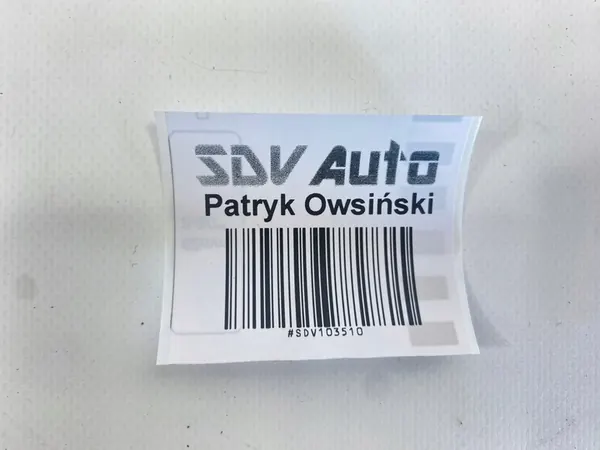 SDV Auto
Patryk Owsiński
#SDV103510